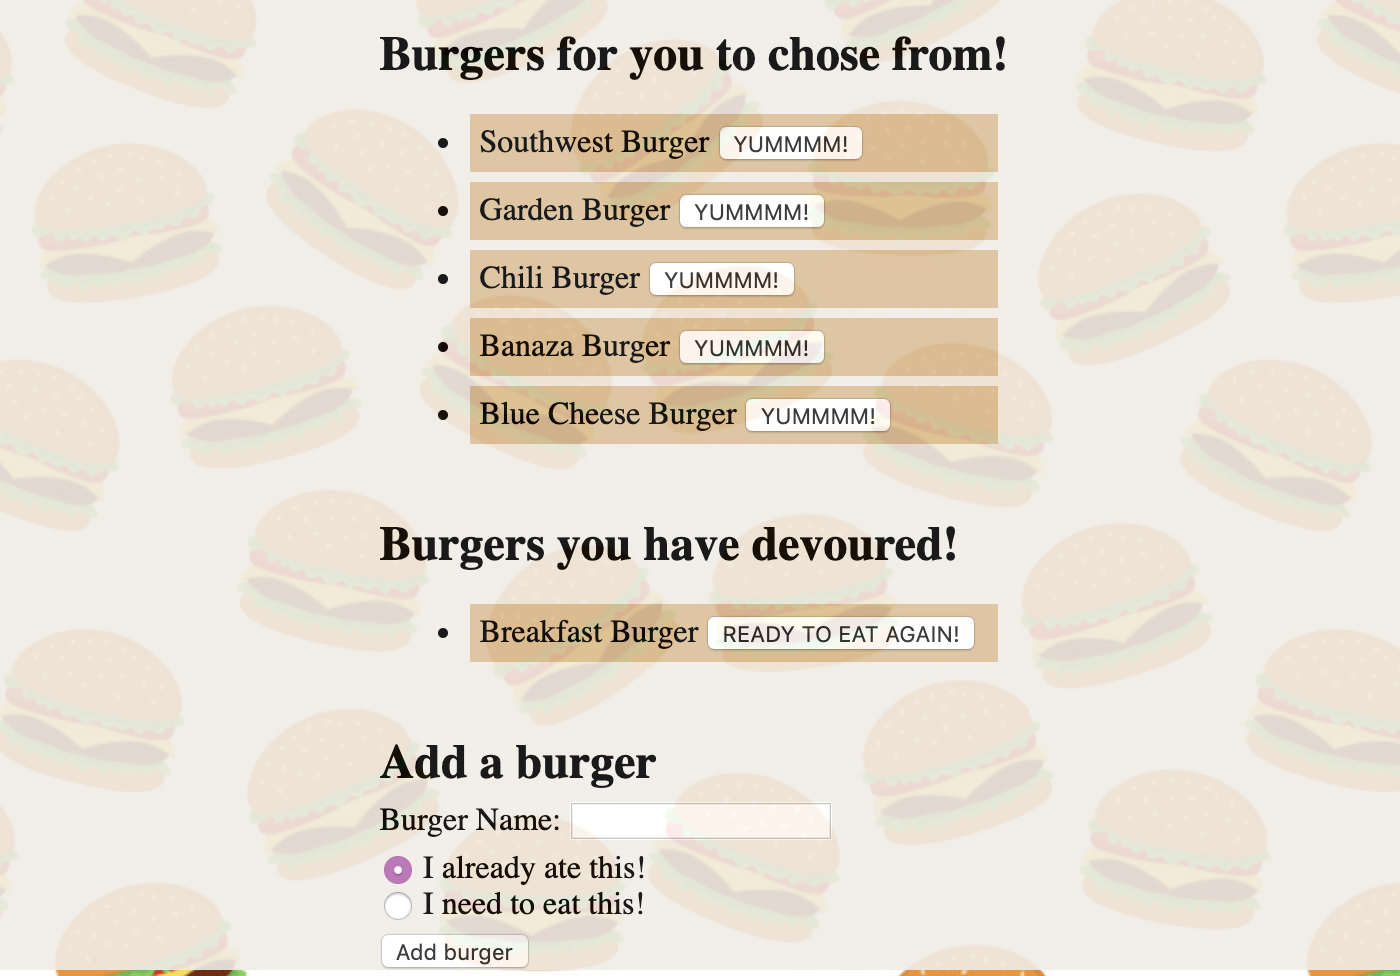 Burgers for you to chose from!
Southwest Burger YUMMMM!
Garden Burger YUMMMM!
Chili Burger YUMMMM!
Banaza Burger YUMMMM!
Blue Cheese Burger YUMMMM!
Burgers you have devoured!
Breakfast Burger READY TO EAT AGAIN!
Add a burger
Burger Name:
I already ate this!
I need to eat this!
Add burger